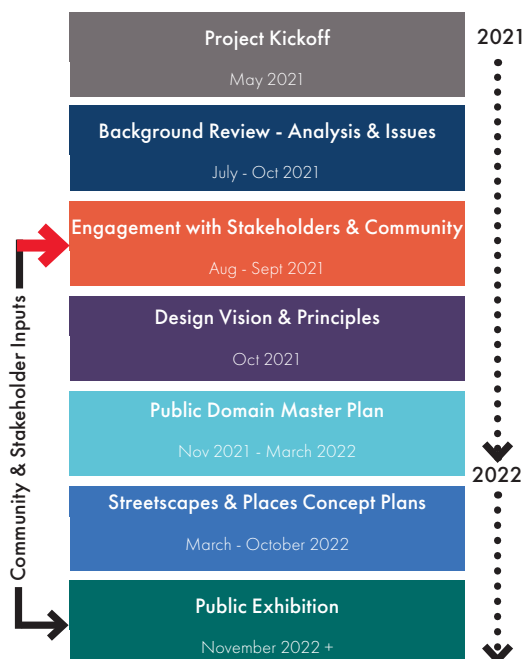 Project Kickoff
May 2021
2021
Background Review - Analysis & Issues
July - Oct 2021
Engagement with Stakeholders & Community
Aug - Sept 2021
Design Vision & Principles
Oct 2021
Public Domain Master Plan
Nov 2021 - March 2022
2022
Streetscapes & Places Concept Plans
March - October 2022
Public Exhibition
November 2022 +
Community & Stakeholder Inputs